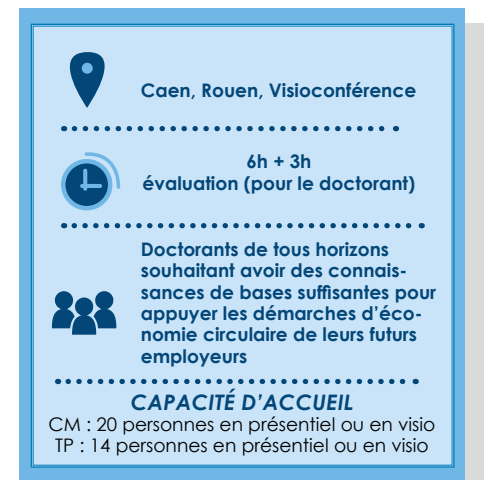 Caen, Rouen, Visioconférence
6h + 3h
évaluation (pour le doctorant)
Doctorants de tous horizons
souhaitant avoir des connais-
sances de bases suffisantes pour
appuyer les démarches d'éco-
nomie circulaire de leurs futurs
employeurs
CAPACITÉ D'ACCUEIL
CM : 20 personnes en présentiel ou en visio
TP : 14 personnes en présentiel ou en visio